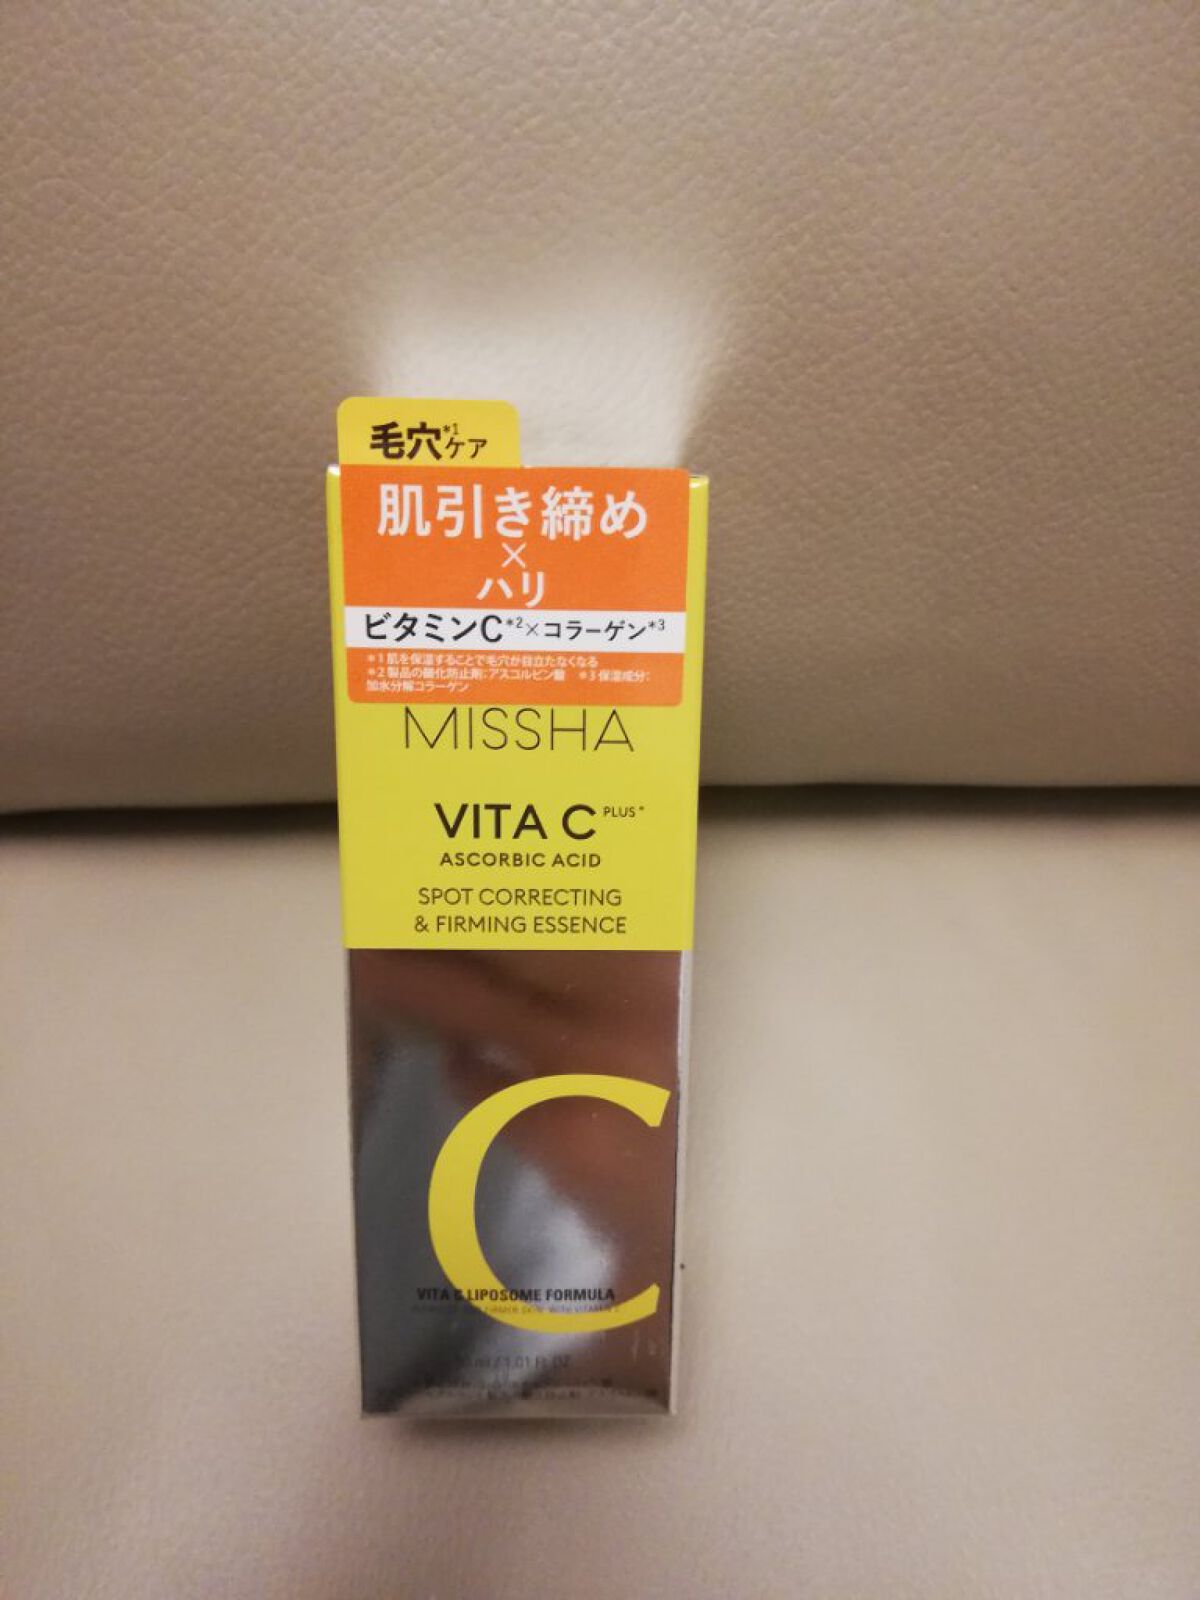 毛穴*1ケア
肌引き締め
×
ハリ
ビタミンC*2×コラーゲン*3
*1 肌を保湿することで毛穴が目立たなくなる
*2 製品の酸化防止剤：アスコルビン酸 *3 保湿成分：
加水分解コラーゲン
MISSHA
VITA C PLUS*
ASCORBIC ACID
SPOT CORRECTING
& FIRMING ESSENCE
C
VITA C LIPOSOME FORMULA
/ 1.01 FL.OZ